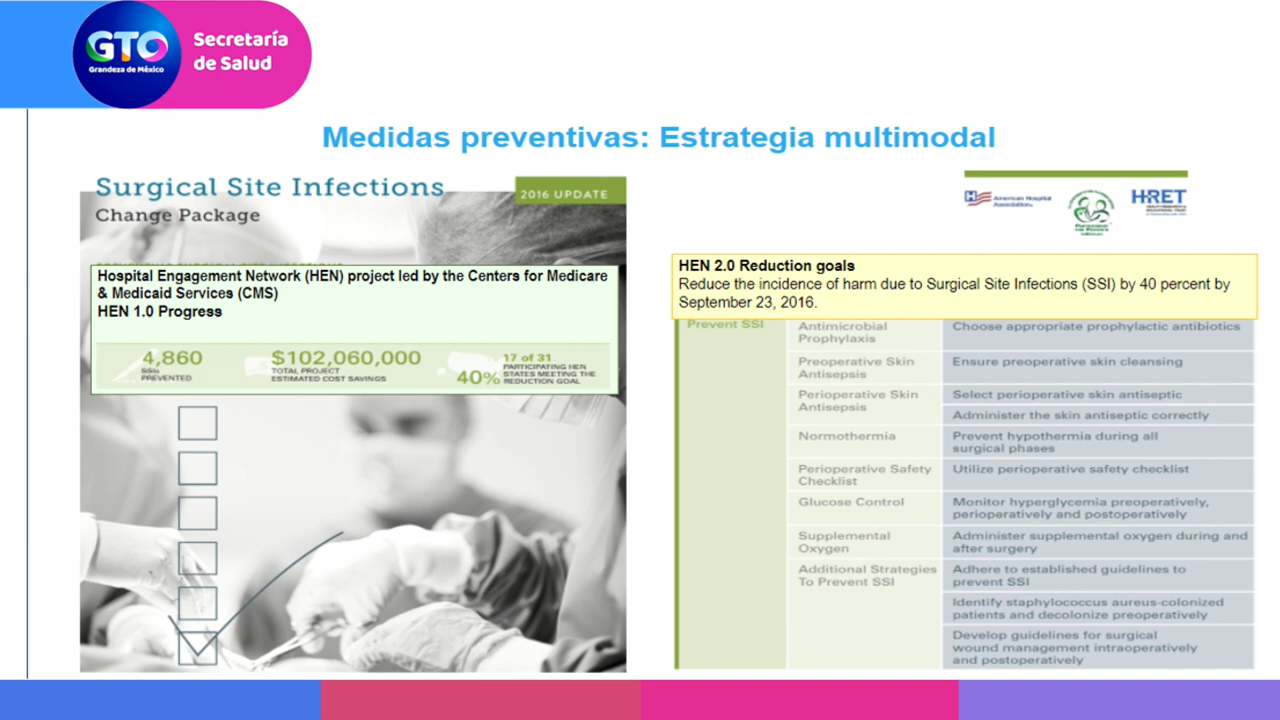 GTO
Grandeza de México
Secretaría
de Salud
Medidas preventivas: Estrategia multimodal
Surgical Site Infections
Change Package
2016 UPDATE
Hospital Engagement Network (HEN) project led by the Centers for Medicare
& Medicaid Services (CMS)
HEN 1.0 Progress
4,860
SSIs
PREVENTED
$102,060,000
TOTAL PROJECT
ESTIMATED COST SAVINGS
40%
17 of 31
PARTICIPATING HEN
STATES MEETING THE
REDUCTION GOAL
American Hospital
Association
HRET
HEN 2.0 Reduction goals
Reduce the incidence of harm due to Surgical Site Infections (SSI) by 40 percent by
September 23, 2016.
Prevent SSI
Antimicrobial
Prophylaxis
Choose appropriate prophylactic antibiotics
Preoperative Skin
Antisepsis
Ensure preoperative skin cleansing
Perioperative Skin
Antisepsis
Select perioperative skin antiseptic
Administer the skin antiseptic correctly
Normothermia
Prevent hypothermia during all
surgical phases
Perioperative Safety
Checklist
Utilize perioperative safety checklist
Glucose Control
Monitor hyperglycemia preoperatively,
perioperatively and postoperatively
Supplemental
Oxygen
Administer supplemental oxygen during and
after surgery
Additional Strategies
To Prevent SSI
Adhere to established guidelines to
prevent SSI
Identify staphylococcus aureus-colonized
patients and decolonize preoperatively
Develop guidelines for surgical
wound management intraoperatively
and postoperatively